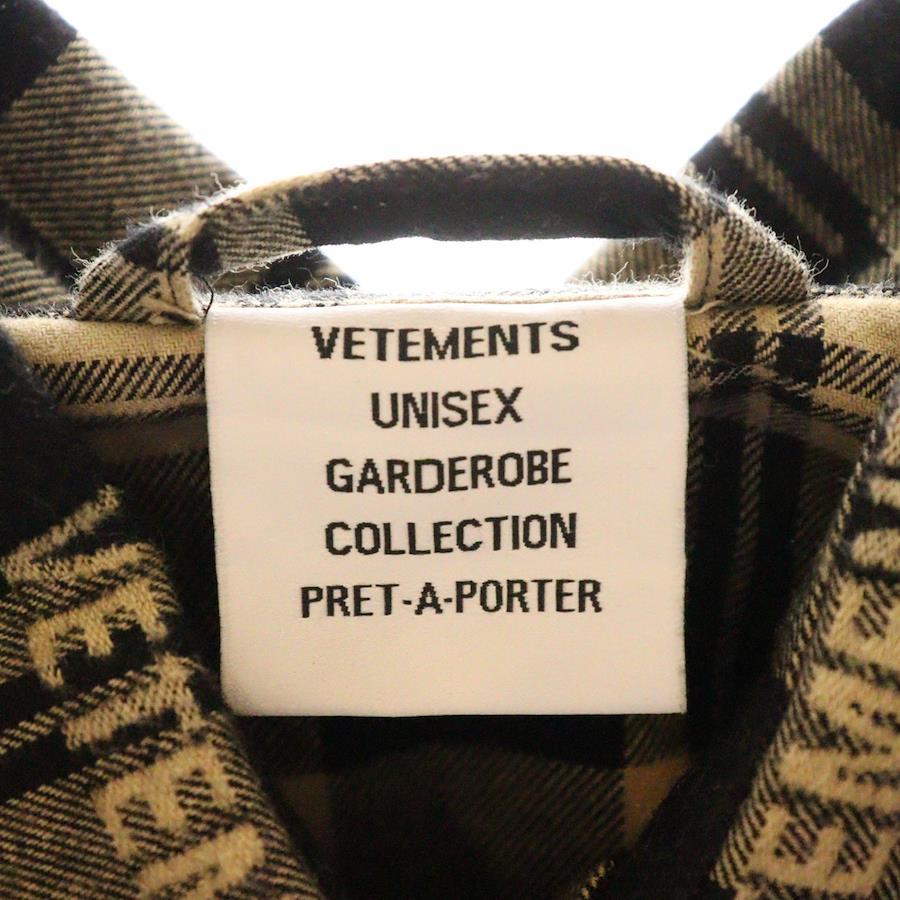 VETEMENTS
UNISEX
GARDEROBE
COLLECTION
PRET-A-PORTER